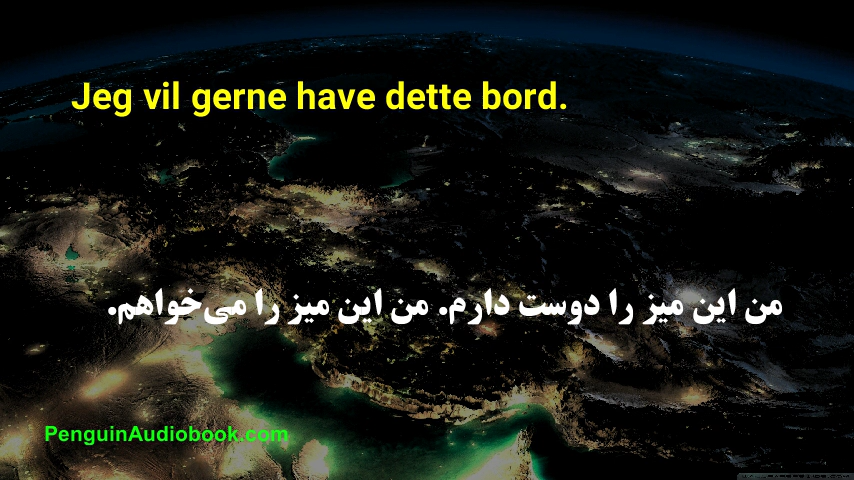 Jeg vil gerne have dette bord.
من این میز را دوست دارم. من این میز را می‌خواهم.
PenguinAudiobook.com